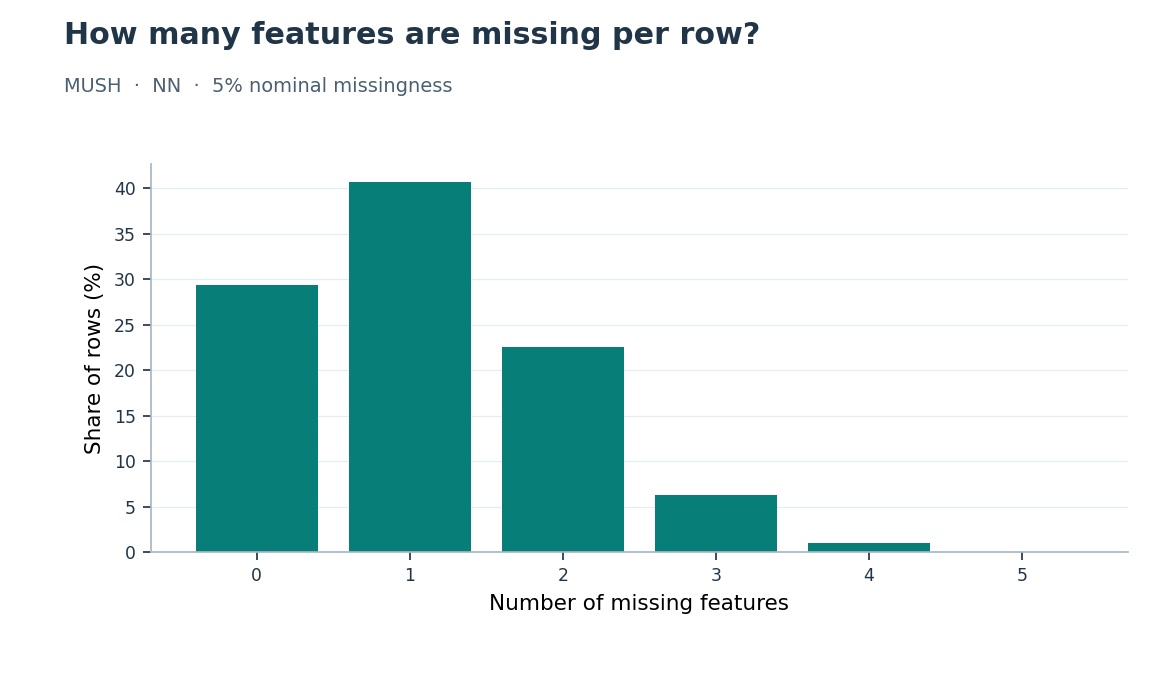 How many features are missing per row?
MUSH · NN · 5% nominal missingness
40
35
30
25
20
15
10
5
0
Share of rows (%)
0 1 2 3 4 5
Number of missing features